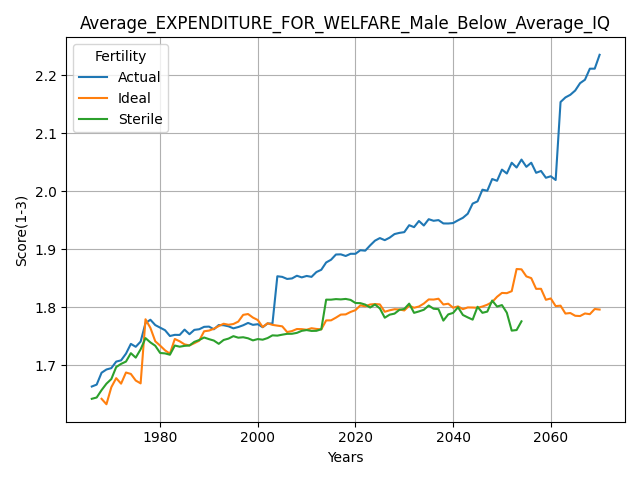 Average_EXPENDITURE_FOR_WELFARE_Male_Below_Average_IQ
Fertility
Actual
Ideal
Sterile
Score(1-3)
2.2
2.1
2.0
1.9
1.8
1.7
1980
2000
2020
2040
2060
Years